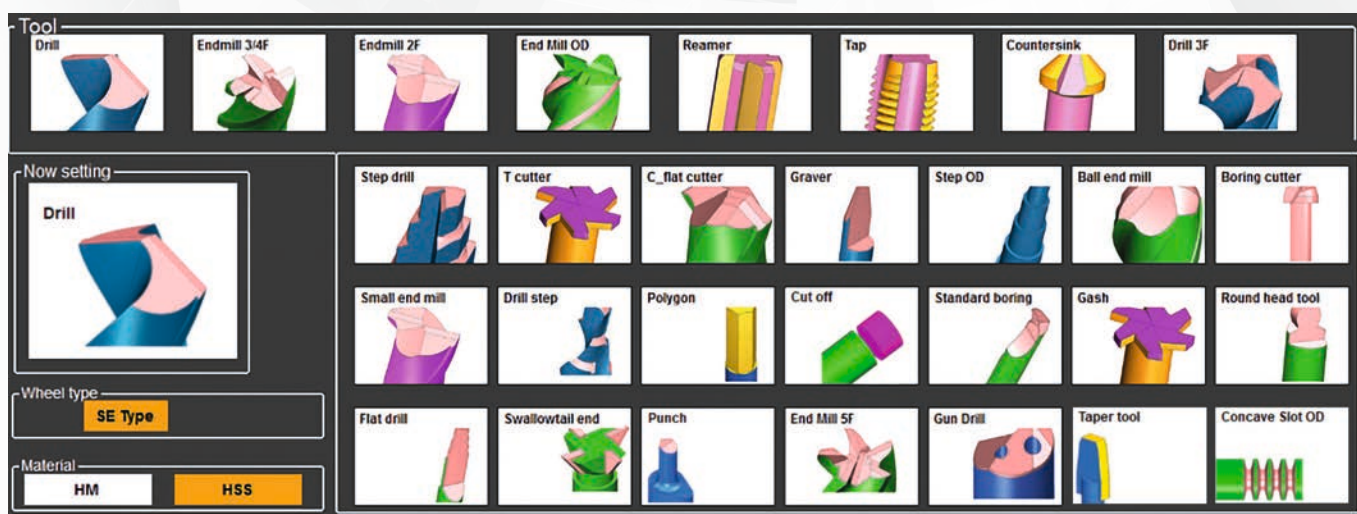 Tool
Drill
Endmill 3/4F
Endmill 2F
End Mill OD
Reamer
Tap
Countersink
Drill 3F
Now setting
Drill
Wheel type
SE Type
Material
HM
HSS
Step drill
T cutter
C_flat cutter
Graver
Step OD
Ball end mill
Boring cutter
Small end mill
Drill step
Polygon
Cut off
Standard boring
Gash
Round head tool
Flat drill
Swallowtail end
Punch
End Mill 5F
Gun Drill
Taper tool
Concave Slot OD